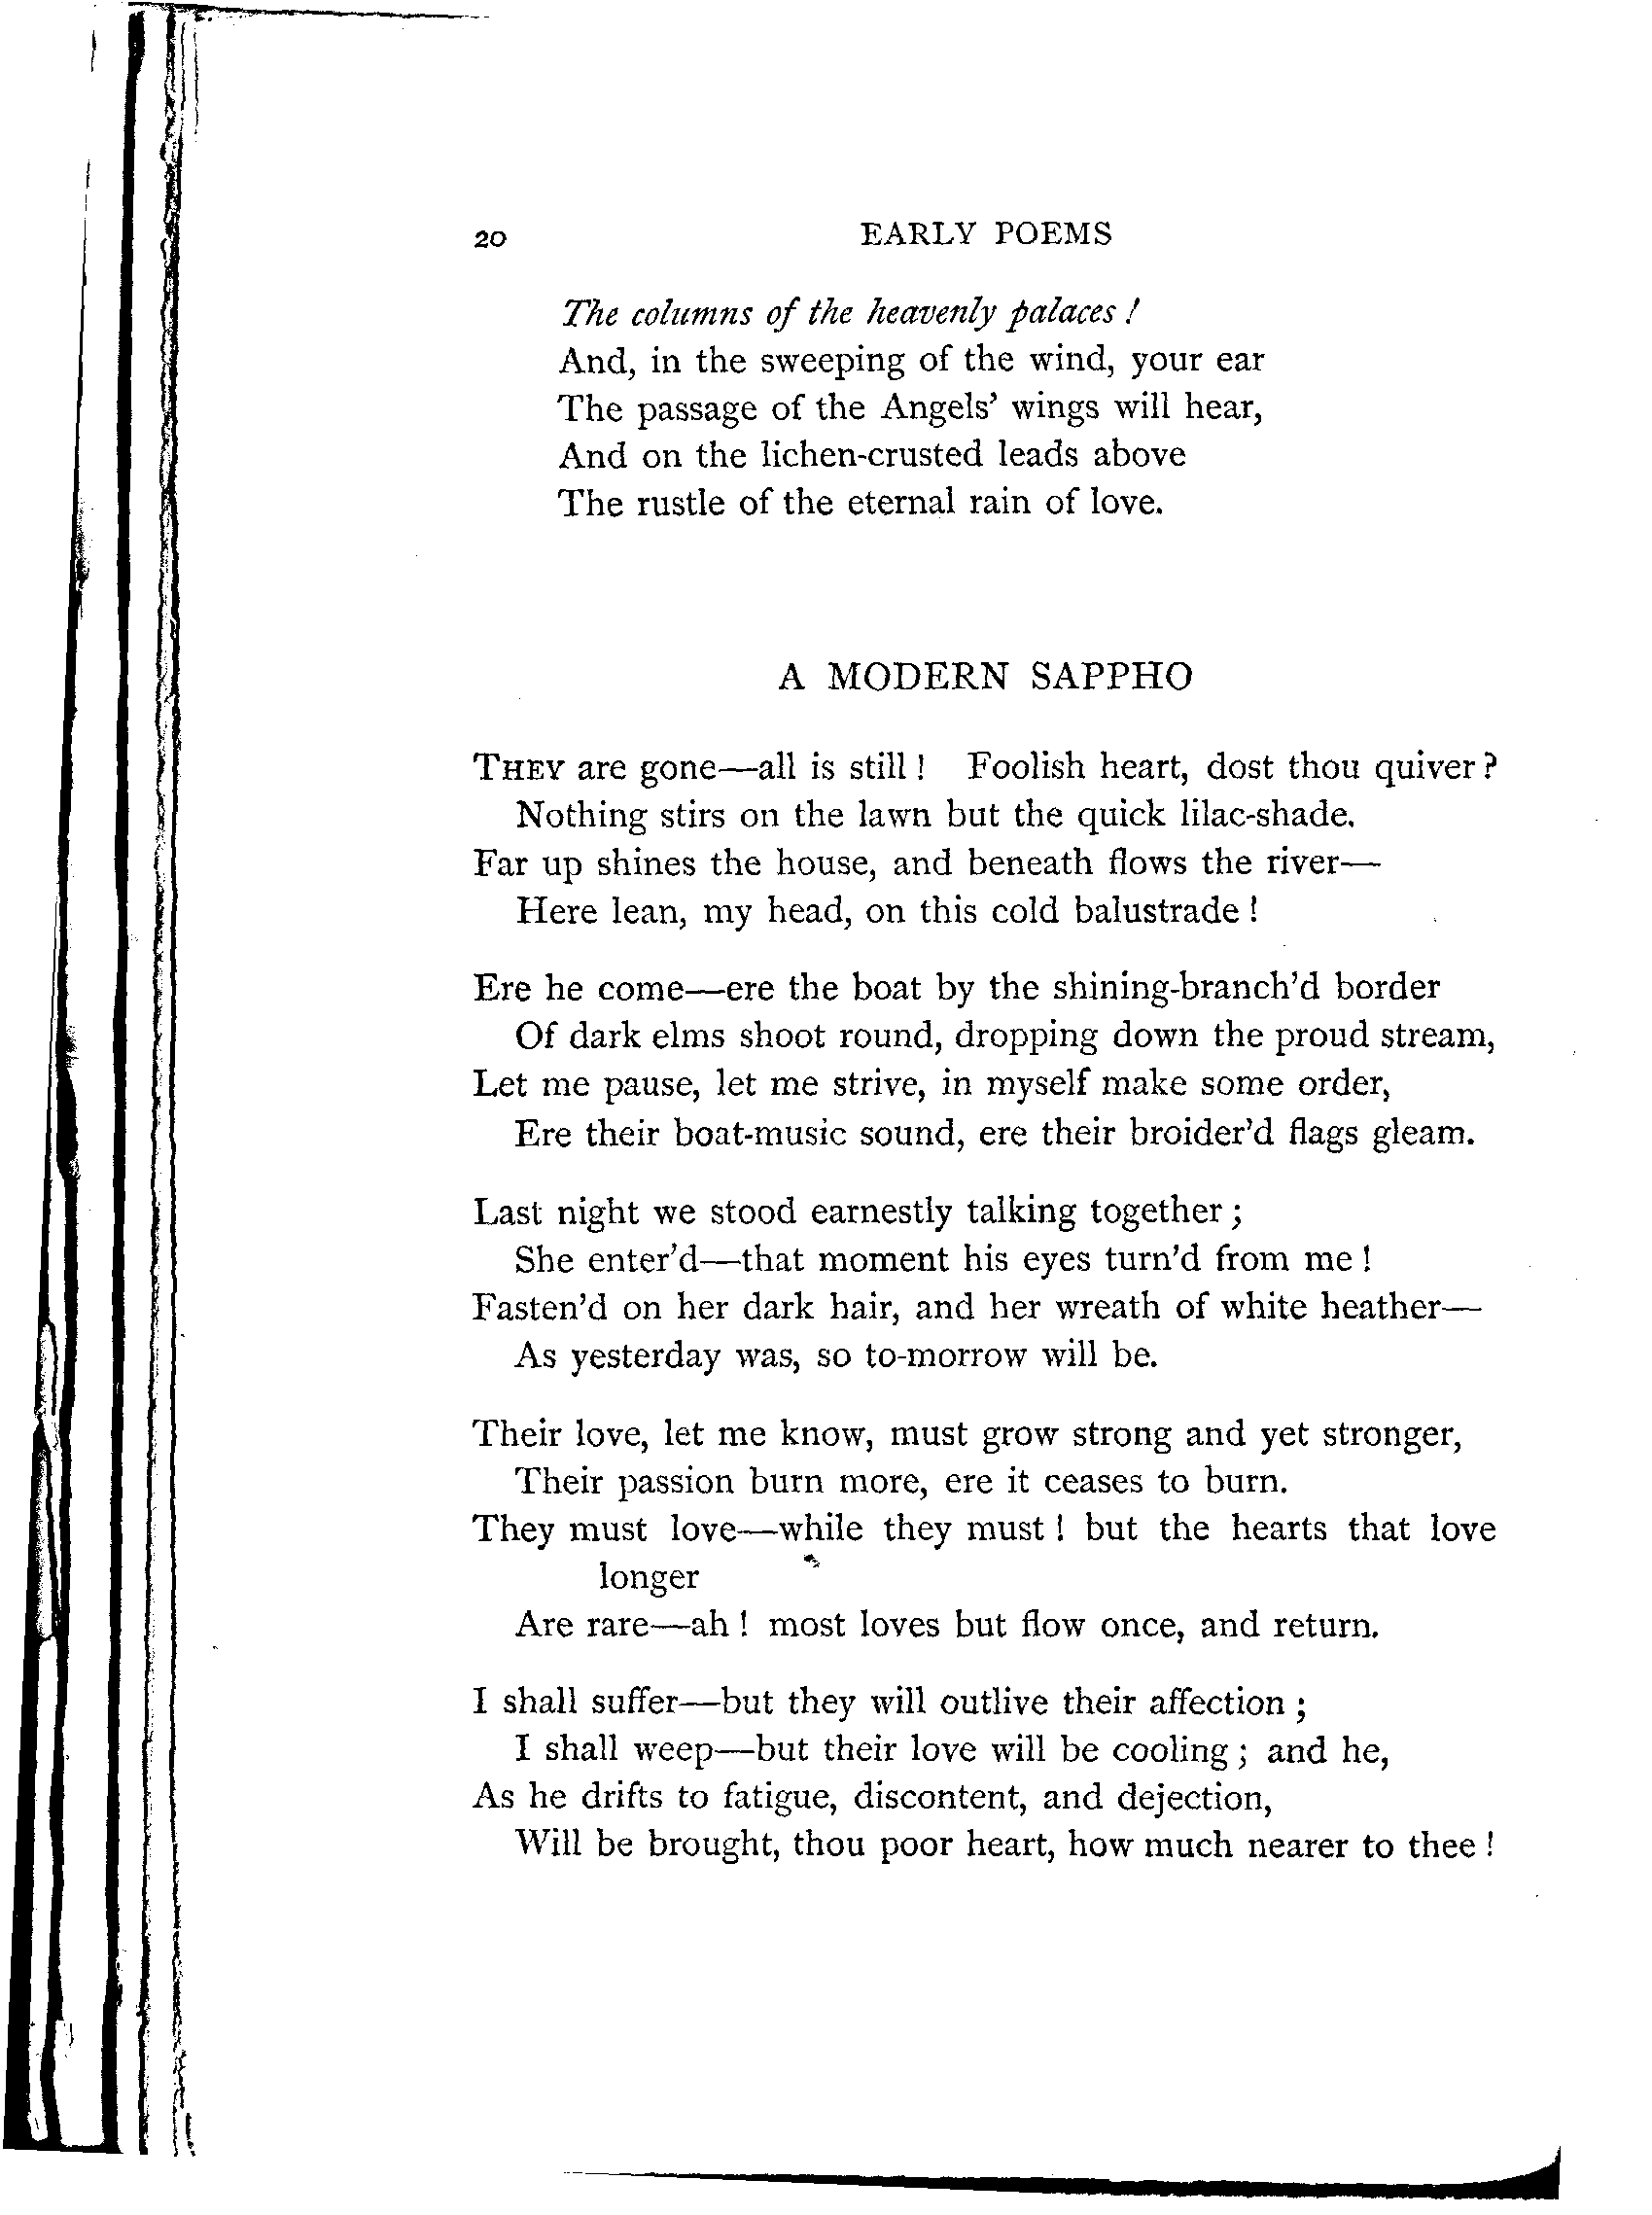 20 EARLY POEMS
The columns of the heavenly palaces !
And, in the sweeping of the wind, your ear
The passage of the Angels’ wings will hear,
And on the lichen-crusted leads above
The rustle of the eternal rain of love.
A MODERN SAPPHO
THEY are gone—all is still ! Foolish heart, dost thou quiver ?
Nothing stirs on the lawn but the quick lilac-shade.
Far up shines the house, and beneath flows the river—
Here lean, my head, on this cold balustrade !
Ere he come—ere the boat by the shining-branch’d border
Of dark elms shoot round, dropping down the proud stream,
Let me pause, let me strive, in myself make some order,
Ere their boat-music sound, ere their broider’d flags gleam.
Last night we stood earnestly talking together ;
She enter’d—that moment his eyes turn’d from me !
Fasten’d on her dark hair, and her wreath of white heather—
As yesterday was, so to-morrow will be.
Their love, let me know, must grow strong and yet stronger,
Their passion burn more, ere it ceases to burn.
They must love—while they must ! but the hearts that love
longer
Are rare—ah ! most loves but flow once, and return.
I shall suffer—but they will outlive their affection ;
I shall weep—but their love will be cooling ; and he,
As he drifts to fatigue, discontent, and dejection,
Will be brought, thou poor heart, how much nearer to thee !